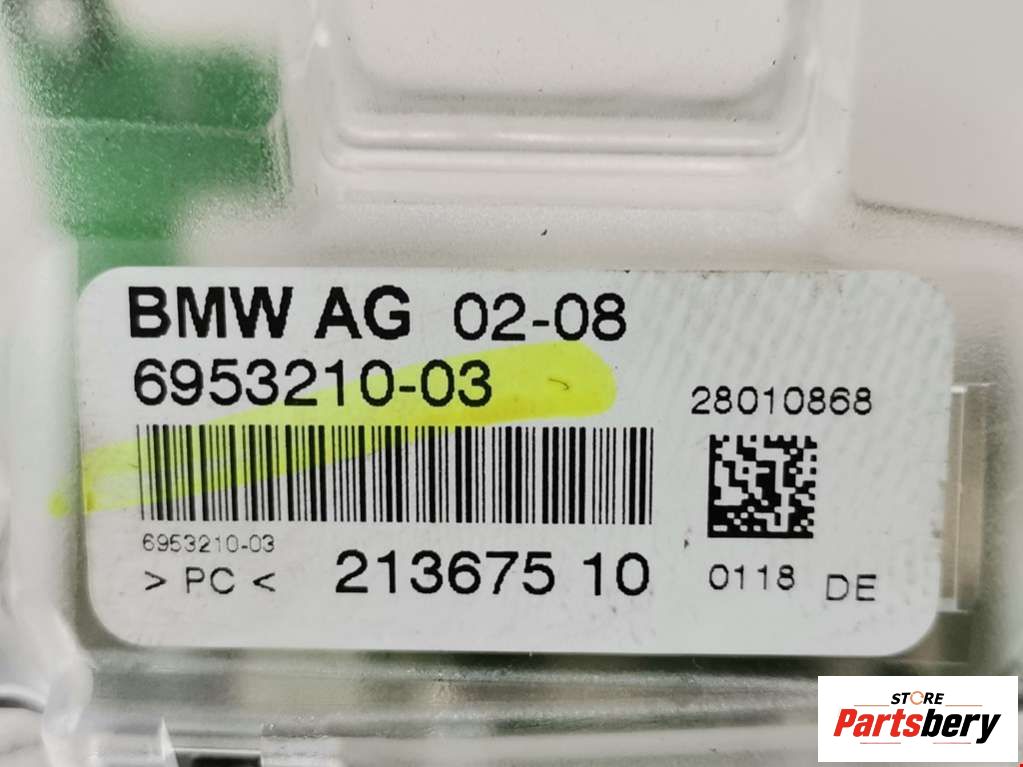 BMW AG 02-08
6953210-03
28010868
6953210-03
> PC < 213675 10
0118 DE
STORE
Partsbery